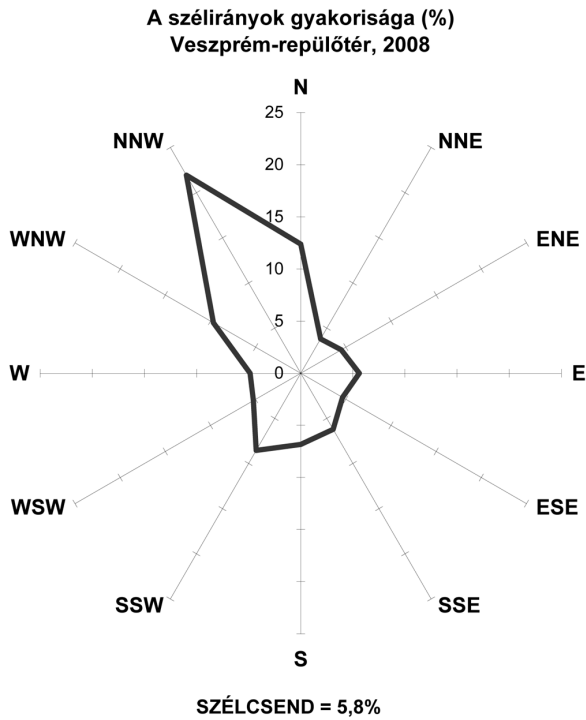 A szélirányok gyakorisága (%)
Veszprém-repülőtér, 2008
N
25
NNW
NNE
20
WNW
ENE
15
10
5
W
0
E
WSW
ESE
SSW
SSE
S
SZÉLCSEND = 5,8%